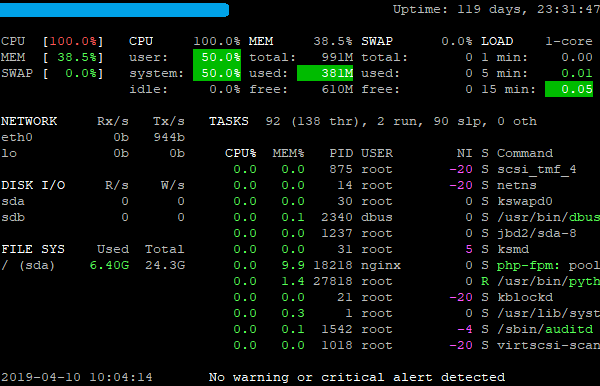 Uptime: 119 days, 23:31:47
CPU [100.0%] CPU 100.0% MEM 38.5% SWAP 0.0% LOAD 1-core
MEM [ 38.5%] user: 50.0% total: 991M total: 0 1 min: 0.00
SWAP [ 0.0%] system: 50.0% used: 381M used: 0 5 min: 0.01
idle: 0.0% free: 610M free: 0 15 min: 0.05
NETWORK Rx/s Tx/s TASKS 92 (138 thr), 2 run, 90 slp, 0 oth
eth0 0b 944b
lo 0b 0b CPU% MEM% PID USER NI S Command
0.0 0.0 875 root -20 S scsi_tmf_4
DISK I/O R/s W/s 0.0 0.0 14 root -20 S netns
sda 0 0 0.0 0.0 30 root 0 S kswapd0
sdb 0 0 0.0 0.1 2340 dbus 0 S /usr/bin/dbus
0.0 0.0 1237 root 0 S jbd2/sda-8
FILE SYS Used Total 0.0 0.0 31 root 5 S ksmd
/ (sda) 6.40G 24.3G 0.0 9.9 18218 nginx 0 S php-fpm: pool
0.0 1.4 27818 root 0 R /usr/bin/pyth
0.0 0.0 21 root -20 S kblockd
0.0 0.3 1 root 0 S /usr/lib/syst
0.0 0.1 1542 root -4 S /sbin/auditd
0.0 0.0 1018 root -20 S virtscsi-scan
2019-04-10 10:04:14 No warning or critical alert detected